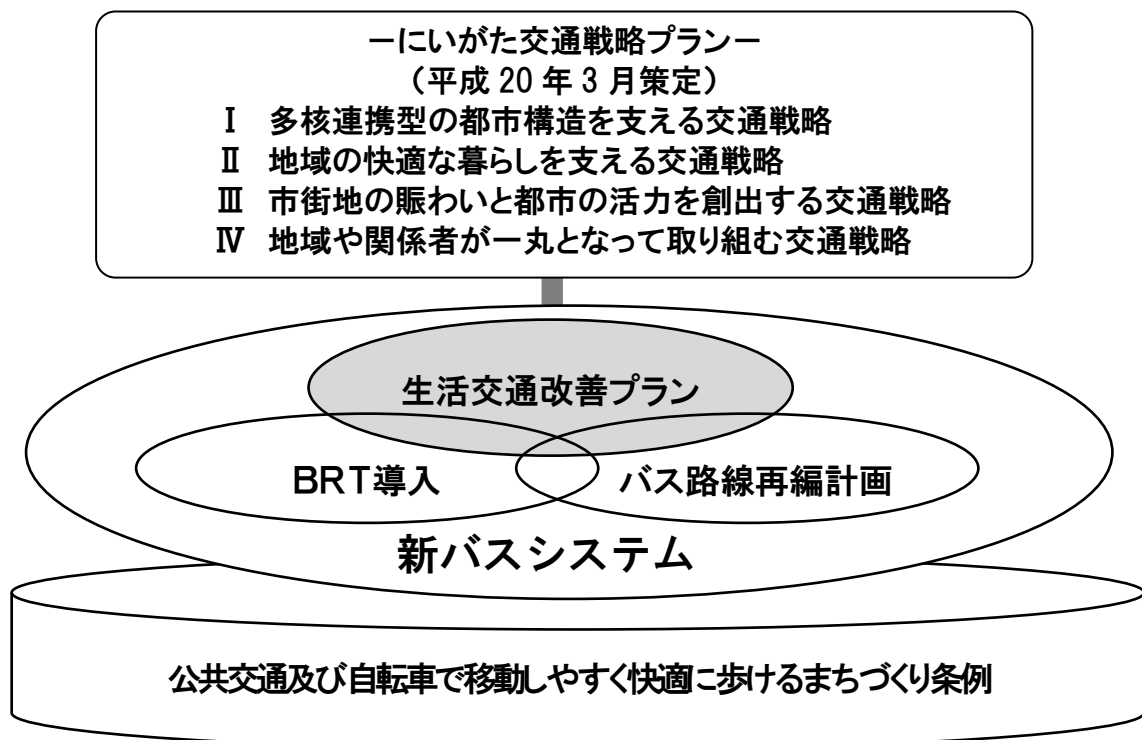 －にいがた交通戦略プラン－
（平成 20 年 3 月策定）
Ⅰ 多核連携型の都市構造を支える交通戦略
Ⅱ 地域の快適な暮らしを支える交通戦略
Ⅲ 市街地の賑わいと都市の活力を創出する交通戦略
Ⅳ 地域や関係者が一丸となって取り組む交通戦略
生活交通改善プラン
ＢＲＴ導入
バス路線再編計画
新バスシステム
公共交通及び自転車で移動しやすく快適に歩けるまちづくり条例